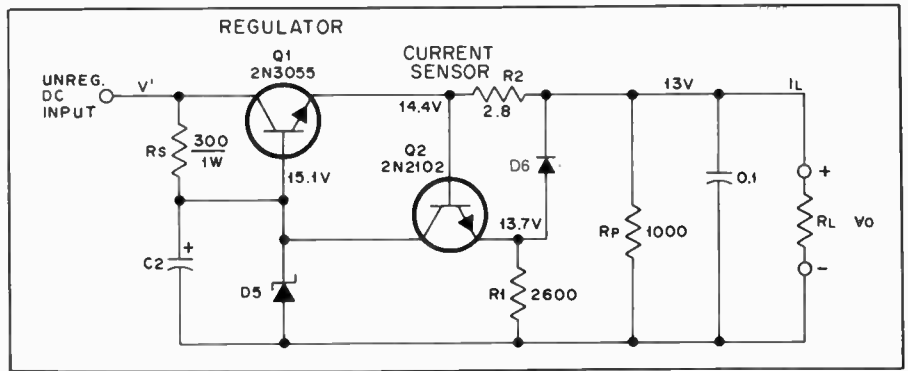 REGULATOR
Q1
2N3055
CURRENT
SENSOR
R2
2.8
UNREG.
DC
INPUT
V'
14.4V
13V
IL
RS
300
1W
15.1V
Q2
2N2102
D6
0.1
+
13.7V
RP
1000
RL
VO
C2
+
D5
R1
2600
-